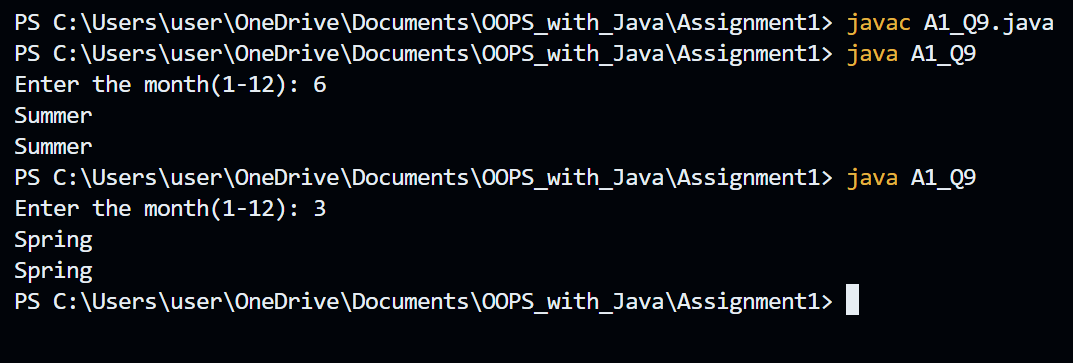 PS C:\Users\user\OneDrive\Documents\OOPS_with_Java\Assignment1> javac A1_Q9.java
PS C:\Users\user\OneDrive\Documents\OOPS_with_Java\Assignment1> java A1_Q9
Enter the month(1-12): 6
Summer
Summer
PS C:\Users\user\OneDrive\Documents\OOPS_with_Java\Assignment1> java A1_Q9
Enter the month(1-12): 3
Spring
Spring
PS C:\Users\user\OneDrive\Documents\OOPS_with_Java\Assignment1>